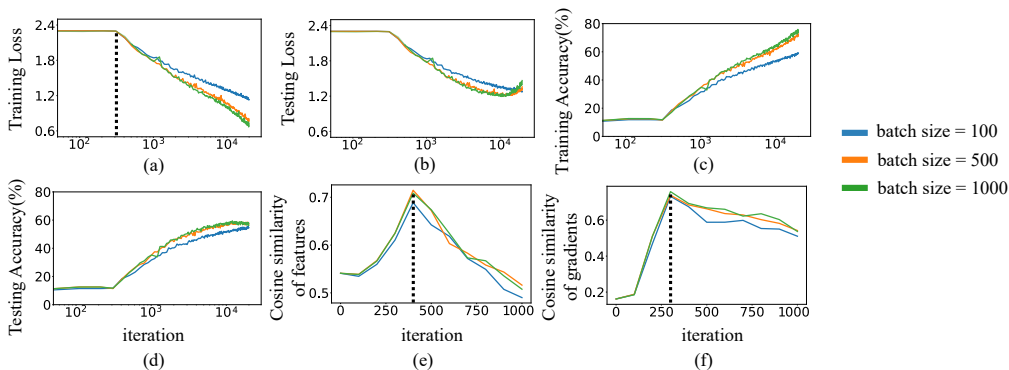 Training Loss
2.4
1.8
1.2
0.6
10²
10³
10⁴
(a)
Testing Loss
2.4
1.8
1.2
0.6
10²
10³
10⁴
(b)
Training Accuracy(%)
80
60
40
20
0
10²
10³
10⁴
(c)
batch size = 100
batch size = 500
batch size = 1000
Testing Accuracy(%)
80
60
40
20
0
10²
10³
10⁴
iteration
(d)
Cosine similarity
of features
0.7
0.6
0.5
0
250
500
750
1000
iteration
(e)
Cosine similarity
of gradients
0.6
0.4
0.2
0
250
500
750
1000
iteration
(f)